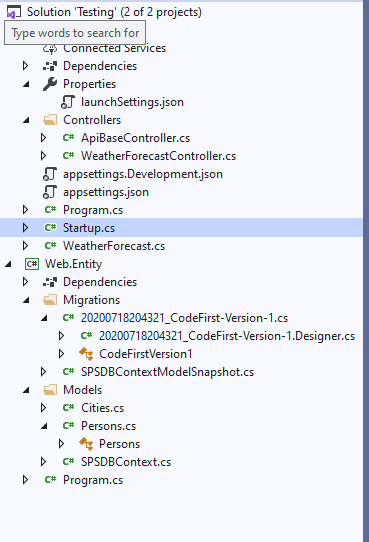 Solution 'Testing' (2 of 2 projects)
Type words to search for
Connected Services
Dependencies
Properties
launchSettings.json
Controllers
C# ApiBaseController.cs
C# WeatherForecastController.cs
appsettings.Development.json
appsettings.json
C# Program.cs
C# Startup.cs
C# WeatherForecast.cs
C# Web.Entity
Dependencies
Migrations
C# 20200718204321_CodeFirst-Version-1.cs
C# 20200718204321_CodeFirst-Version-1.Designer.cs
CodeFirstVersion1
C# SPSDBContextModelSnapshot.cs
Models
C# Cities.cs
C# Persons.cs
Persons
C# SPSDBContext.cs
C# Program.cs